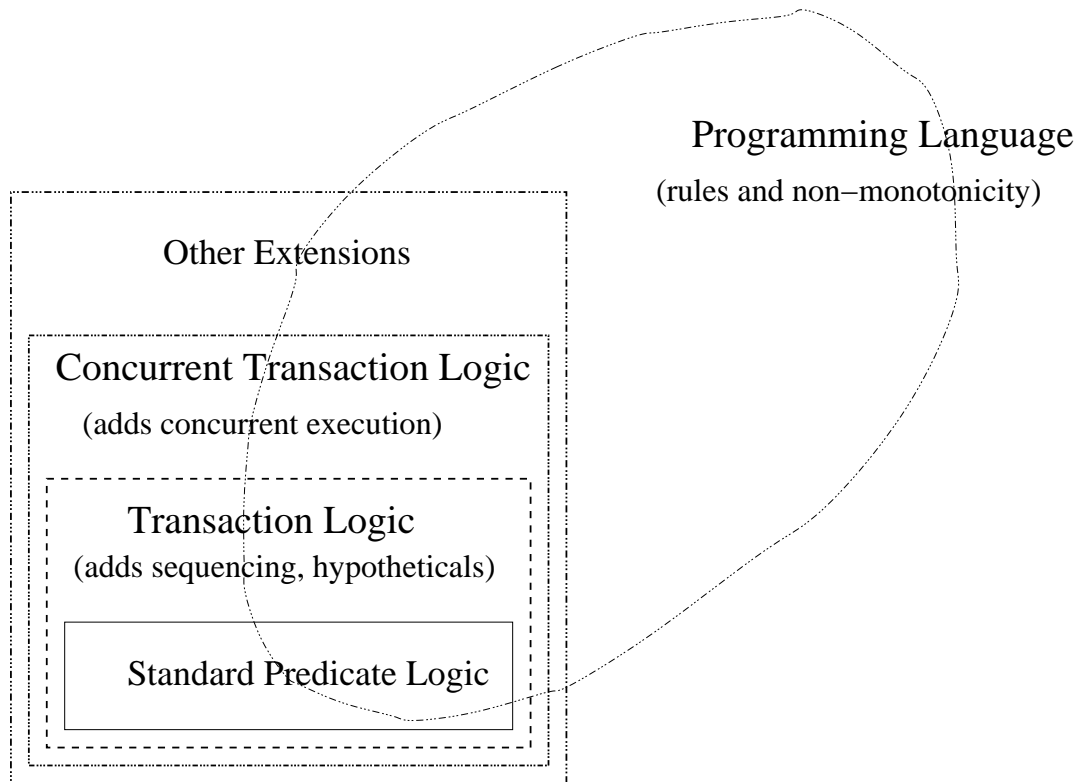 Programming Language
(rules and non−monotonicity)
Other Extensions
Concurrent Transaction Logic
(adds concurrent execution)
Transaction Logic
(adds sequencing, hypotheticals)
Standard Predicate Logic